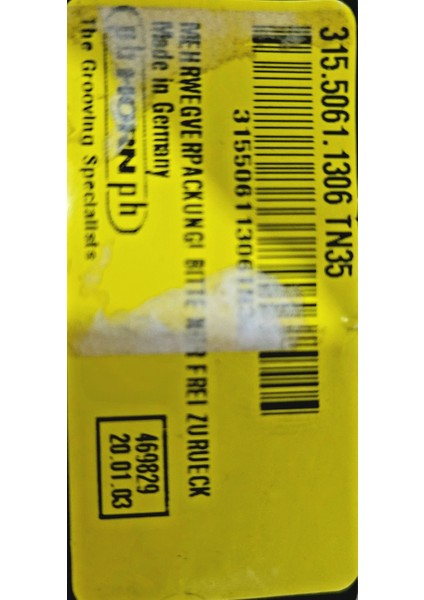 315.5061.1306 TN35
MEHRWEGVERPACKUNG! BITTE FREI ZURUECK
Made in Germany
ph HORN ph
The Grooving Specialists
469829
20.01.03